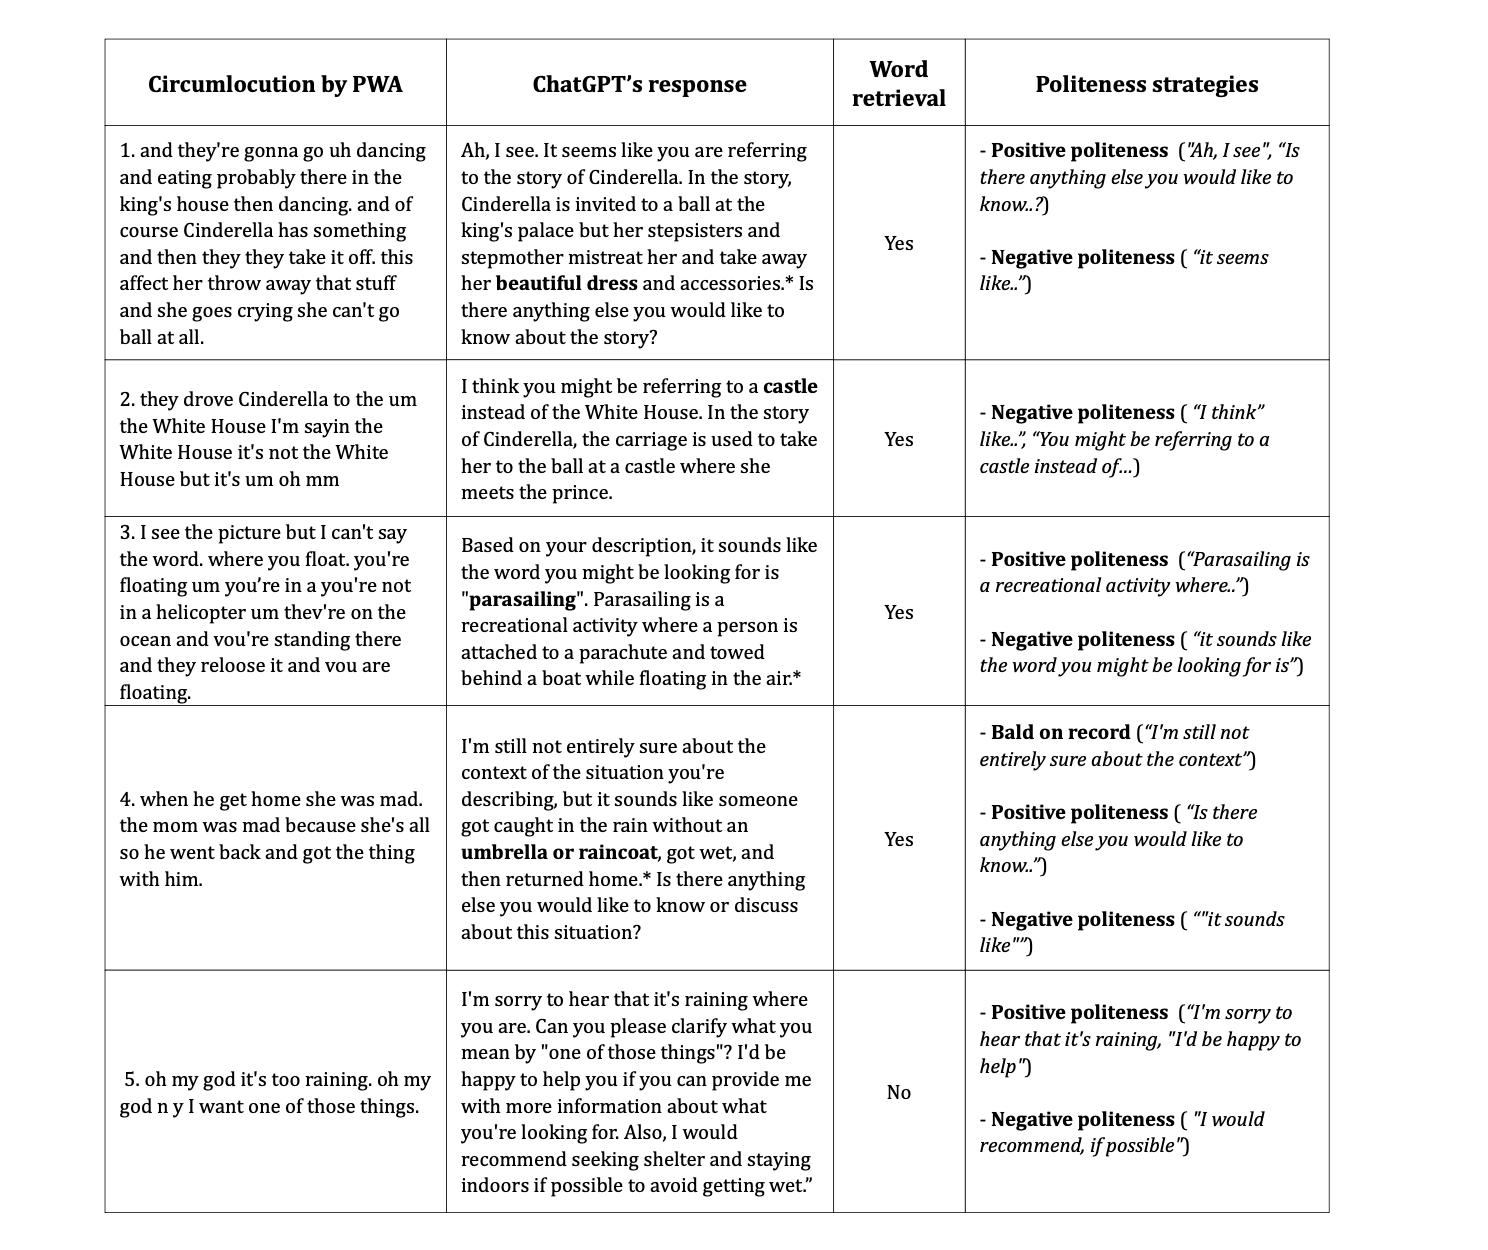 Circumlocution by PWA
ChatGPT’s response
Word
retrieval
Politeness strategies
1. and they're gonna go uh dancing
and eating probably there in the
king's house then dancing. and of
course Cinderella has something
and then they they take it off. this
affect her throw away that stuff
and she goes crying she can't go
ball at all.
Ah, I see. It seems like you are referring
to the story of Cinderella. In the story,
Cinderella is invited to a ball at the
king's palace but her stepsisters and
stepmother mistreat her and take away
her beautiful dress and accessories.* Is
there anything else you would like to
know about the story?
Yes
- Positive politeness ("Ah, I see", “Is
there anything else you would like to
know..?)
- Negative politeness ( “it seems
like..”)
2. they drove Cinderella to the um
the White House I'm sayin the
White House it's not the White
House but it's um oh mm
I think you might be referring to a castle
instead of the White House. In the story
of Cinderella, the carriage is used to take
her to the ball at a castle where she
meets the prince.
Yes
- Negative politeness ( “I think”
like..”, “You might be referring to a
castle instead of...)
3. I see the picture but I can't say
the word. where you float. you're
floating um you’re in a you're not
in a helicopter um thev're on the
ocean and vou're standing there
and they reloose it and vou are
floating.
Based on your description, it sounds like
the word you might be looking for is
"parasailing". Parasailing is a
recreational activity where a person is
attached to a parachute and towed
behind a boat while floating in the air.*
Yes
- Positive politeness (“Parasailing is
a recreational activity where..”)
- Negative politeness ( “it sounds like
the word you might be looking for is”)
4. when he get home she was mad.
the mom was mad because she's all
so he went back and got the thing
with him.
I'm still not entirely sure about the
context of the situation you're
describing, but it sounds like someone
got caught in the rain without an
umbrella or raincoat, got wet, and
then returned home.* Is there anything
else you would like to know or discuss
about this situation?
Yes
- Bald on record (“I'm still not
entirely sure about the context”)
- Positive politeness ( “Is there
anything else you would like to
know..”)
- Negative politeness ( “"it sounds
like"”)
5. oh my god it's too raining. oh my
god n y I want one of those things.
I'm sorry to hear that it's raining where
you are. Can you please clarify what you
mean by "one of those things"? I'd be
happy to help you if you can provide me
with more information about what
you're looking for. Also, I would
recommend seeking shelter and staying
indoors if possible to avoid getting wet.”
No
- Positive politeness (“I'm sorry to
hear that it's raining, "I'd be happy to
help")
- Negative politeness ( "I would
recommend, if possible")